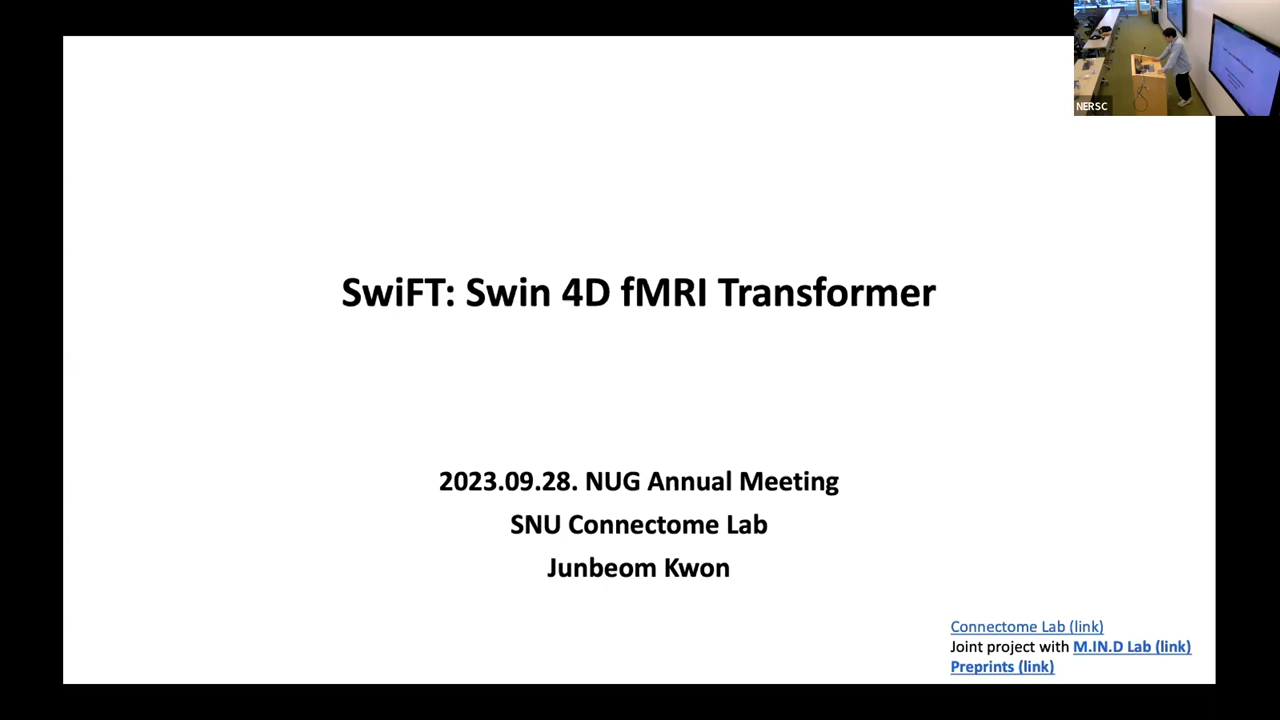 NERSC
SwiFT: Swin 4D fMRI Transformer
2023.09.28. NUG Annual Meeting
SNU Connectome Lab
Junbeom Kwon
Connectome Lab (link)
Joint project with M.IN.D Lab (link)
Preprints (link)